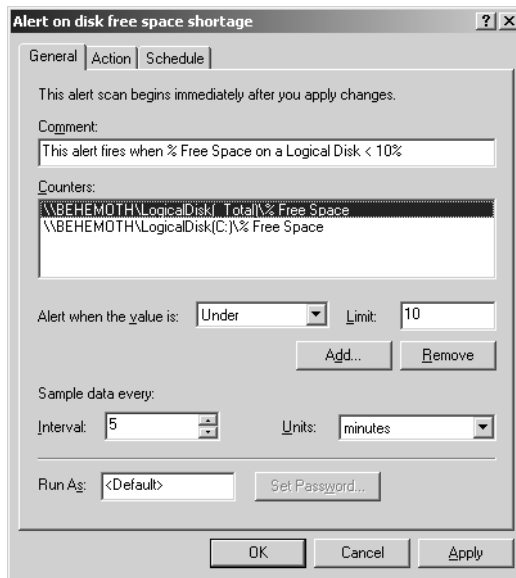 Alert on disk free space shortage
General Action Schedule
This alert scan begins immediately after you apply changes.
Comment:
This alert fires when % Free Space on a Logical Disk < 10%
Counters:
\\BEHEMOTH\LogicalDisk(_Total)\% Free Space
\\BEHEMOTH\LogicalDisk(C:)\% Free Space
Alert when the value is: Under Limit: 10
Add... Remove
Sample data every:
Interval: 5 Units: minutes
Run As: <Default> Set Password...
OK Cancel Apply